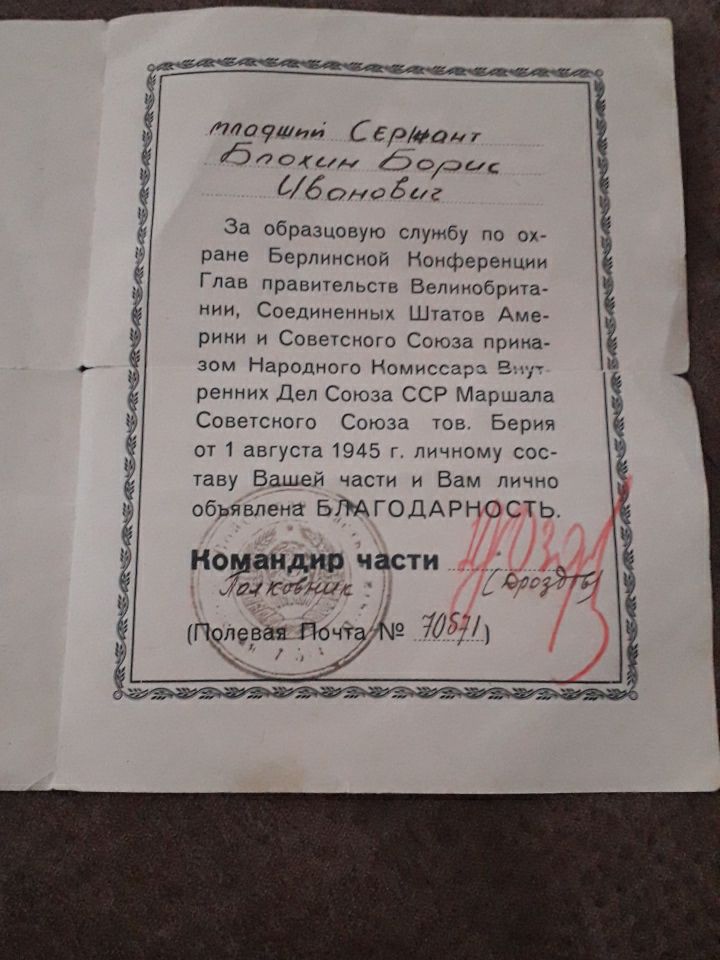 младший Сержант
Блохин Борис
Иванович
За образцовую службу по ох-
ране Берлинской Конференции
Глав правительств Великобрита-
нии, Соединенных Штатов Аме-
рики и Советского Союза прика-
зом Народного Комиссара Внут-
ренних Дел Союза ССР Маршала
Советского Союза тов. Берия
от 1 августа 1945 г. личному сос-
таву Вашей части и Вам лично
объявлена БЛАГОДАРНОСТЬ.
Командир части
Полковник (Дроздов)
(Полевая Почта № 70571)